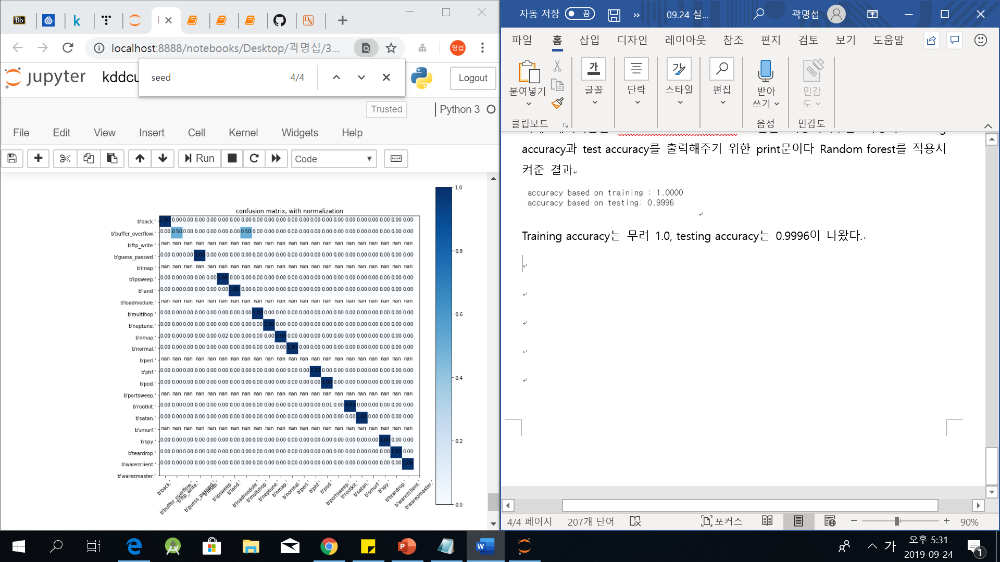 localhost:8888/notebooks/Desktop/곽명섭/3...
명섭
jupyter
kddcu
seed
4/4
Logout
Trusted
Python 3
File
Edit
View
Insert
Cell
Kernel
Widgets
Help
Run
Code
confusion matrix, with normalization
b'back.'
1.00 0.00 0.00 0.00 0.00 0.00 0.00 0.00 0.00 0.00 0.00 0.00 0.00 0.00 0.00 0.00 0.00 0.00 0.00 0.00 0.00 0.00
b'buffer_overflow.'
0.00 0.50 0.00 0.00 0.00 0.00 0.00 0.50 0.00 0.00 0.00 0.00 0.00 0.00 0.00 0.00 0.00 0.00 0.00 0.00 0.00 0.00
b'ftp_write.'
nan nan nan nan nan nan nan nan nan nan nan nan nan nan nan nan nan nan nan nan nan nan
b'guess_passwd.'
0.00 0.00 0.00 1.00 0.00 0.00 0.00 0.00 0.00 0.00 0.00 0.00 0.00 0.00 0.00 0.00 0.00 0.00 0.00 0.00 0.00 0.00
b'imap.'
nan nan nan nan nan nan nan nan nan nan nan nan nan nan nan nan nan nan nan nan nan nan
b'ipsweep.'
0.00 0.00 0.00 0.00 0.00 1.00 0.00 0.00 0.00 0.00 0.00 0.00 0.00 0.00 0.00 0.00 0.00 0.00 0.00 0.00 0.00 0.00
b'land.'
0.00 0.00 0.00 0.00 0.00 0.00 1.00 0.00 0.00 0.00 0.00 0.00 0.00 0.00 0.00 0.00 0.00 0.00 0.00 0.00 0.00 0.00
b'loadmodule.'
nan nan nan nan nan nan nan nan nan nan nan nan nan nan nan nan nan nan nan nan nan nan
b'multihop.'
0.00 0.00 0.00 0.00 0.00 0.00 0.00 0.00 1.00 0.00 0.00 0.00 0.00 0.00 0.00 0.00 0.00 0.00 0.00 0.00 0.00 0.00
b'neptune.'
0.00 0.00 0.00 0.00 0.00 0.00 0.00 0.00 0.00 1.00 0.00 0.00 0.00 0.00 0.00 0.00 0.00 0.00 0.00 0.00 0.00 0.00
b'nmap.'
0.00 0.00 0.00 0.00 0.00 0.02 0.00 0.00 0.00 0.00 0.98 0.00 0.00 0.00 0.00 0.00 0.00 0.00 0.00 0.00 0.00 0.00
b'normal.'
0.00 0.00 0.00 0.00 0.00 0.00 0.00 0.00 0.00 0.00 0.00 1.00 0.00 0.00 0.00 0.00 0.00 0.00 0.00 0.00 0.00 0.00
b'perl.'
nan nan nan nan nan nan nan nan nan nan nan nan nan nan nan nan nan nan nan nan nan nan
b'phf.'
0.00 0.00 0.00 0.00 0.00 0.00 0.00 0.00 0.00 0.00 0.00 0.00 0.00 1.00 0.00 0.00 0.00 0.00 0.00 0.00 0.00 0.00
b'pod.'
0.00 0.00 0.00 0.00 0.00 0.00 0.00 0.00 0.00 0.00 0.00 0.00 0.00 0.00 1.00 0.00 0.00 0.00 0.00 0.00 0.00 0.00
b'portsweep.'
nan nan nan nan nan nan nan nan nan nan nan nan nan nan nan nan nan nan nan nan nan nan
b'rootkit.'
0.00 0.00 0.00 0.00 0.00 0.00 0.00 0.00 0.00 0.00 0.00 0.00 0.00 0.00 0.01 0.00 0.99 0.00 0.00 0.00 0.00 0.00
b'satan.'
0.00 0.00 0.00 0.00 0.00 0.00 0.00 0.00 0.00 0.00 0.00 0.00 0.00 0.00 0.00 0.00 0.00 1.00 0.00 0.00 0.00 0.00
b'smurf.'
nan nan nan nan nan nan nan nan nan nan nan nan nan nan nan nan nan nan nan nan nan nan
b'spy.'
0.00 0.00 0.00 0.00 0.00 0.00 0.00 0.00 0.00 0.00 0.00 0.00 0.00 0.00 0.00 0.00 0.00 0.00 0.00 1.00 0.00 0.00
b'teardrop.'
0.00 0.00 0.00 0.00 0.00 0.00 0.00 0.00 0.00 0.00 0.00 0.00 0.00 0.00 0.00 0.00 0.00 0.00 0.00 0.00 1.00 0.00
b'warezclient.'
0.00 0.00 0.00 0.00 0.00 0.00 0.00 0.00 0.00 0.00 0.00 0.00 0.00 0.00 0.00 0.00 0.00 0.00 0.00 0.00 0.00 1.00
b'warezmaster.'
b'back.'
b'buffer_overflow.'
b'ftp_write.'
b'guess_passwd.'
b'imap.'
b'ipsweep.'
b'land.'
b'loadmodule.'
b'multihop.'
b'neptune.'
b'nmap.'
b'normal.'
b'perl.'
b'phf.'
b'pod.'
b'portsweep.'
b'rootkit.'
b'satan.'
b'smurf.'
b'spy.'
b'teardrop.'
b'warezclient.'
b'warezmaster.'
1.0
0.8
0.6
0.4
0.2
0.0
자동 저장
끔
09.24 실...
곽명섭
파일
홈
삽입
디자인
레이아웃
참조
편지
검토
보기
도움말
붙여넣기
클립보드
글꼴
단락
스타일
편집
받아
쓰기
음성
민감
도
민감도
accuracy과 test accuracy를 출력해주기 위한 print문이다 Random forest를 적용시
켜준 결과
accuracy based on training : 1.0000
accuracy based on testing: 0.9996
Training accuracy는 무려 1.0, testing accuracy는 0.9996이 나왔다.
4/4 페이지
207개 단어
포커스
90%
가
오후 5:31
2019-09-24
1